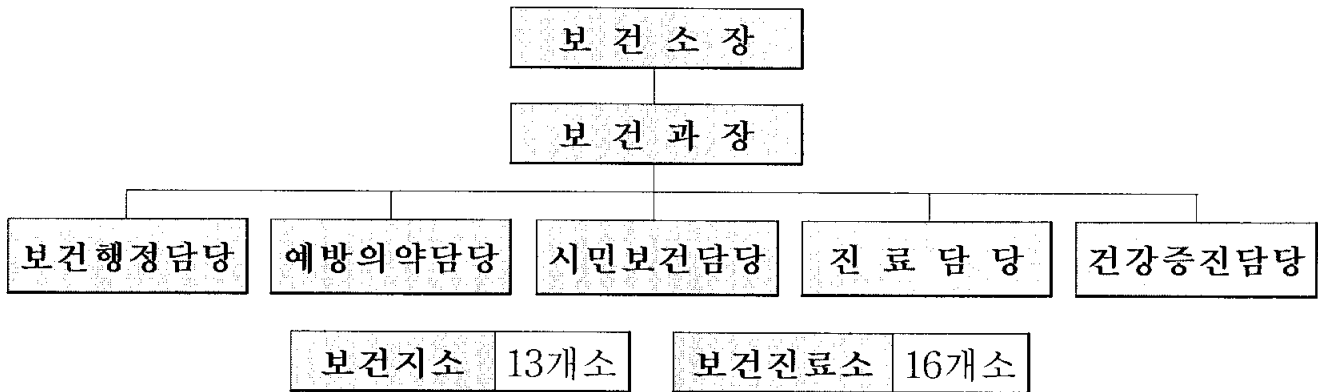 보 건 소 장
보 건 과 장
보건행정담당 예방의약담당 시민보건담당 진 료 담 당 건강증진담당
보건지소 13개소 보건진료소 16개소